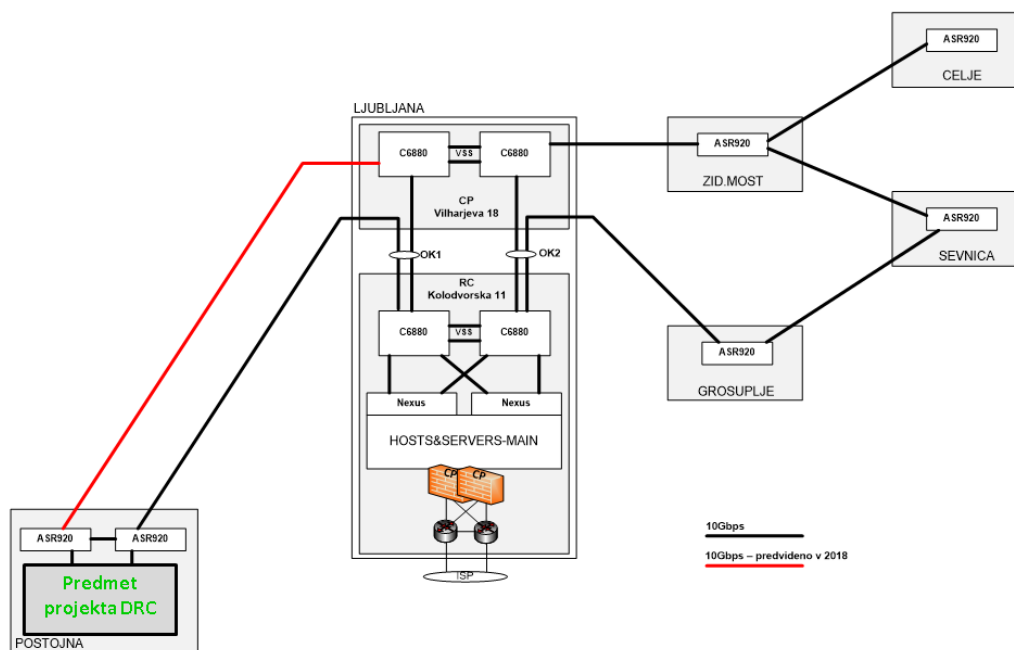 ASR920
CELJE
LJUBLJANA
C6880
VSS
C6880
CP
Vilharjeva 18
ASR920
ZID.MOST
ASR920
SEVNICA
OK1
OK2
RC
Kolodvorska 11
C6880
VSS
C6880
ASR920
GROSUPLJE
Nexus
Nexus
HOSTS&SERVERS-MAIN
CP
CP
ISP
10Gbps
10Gbps – predvideno v 2018
ASR920
ASR920
Predmet
projekta DRC
POSTOJNA